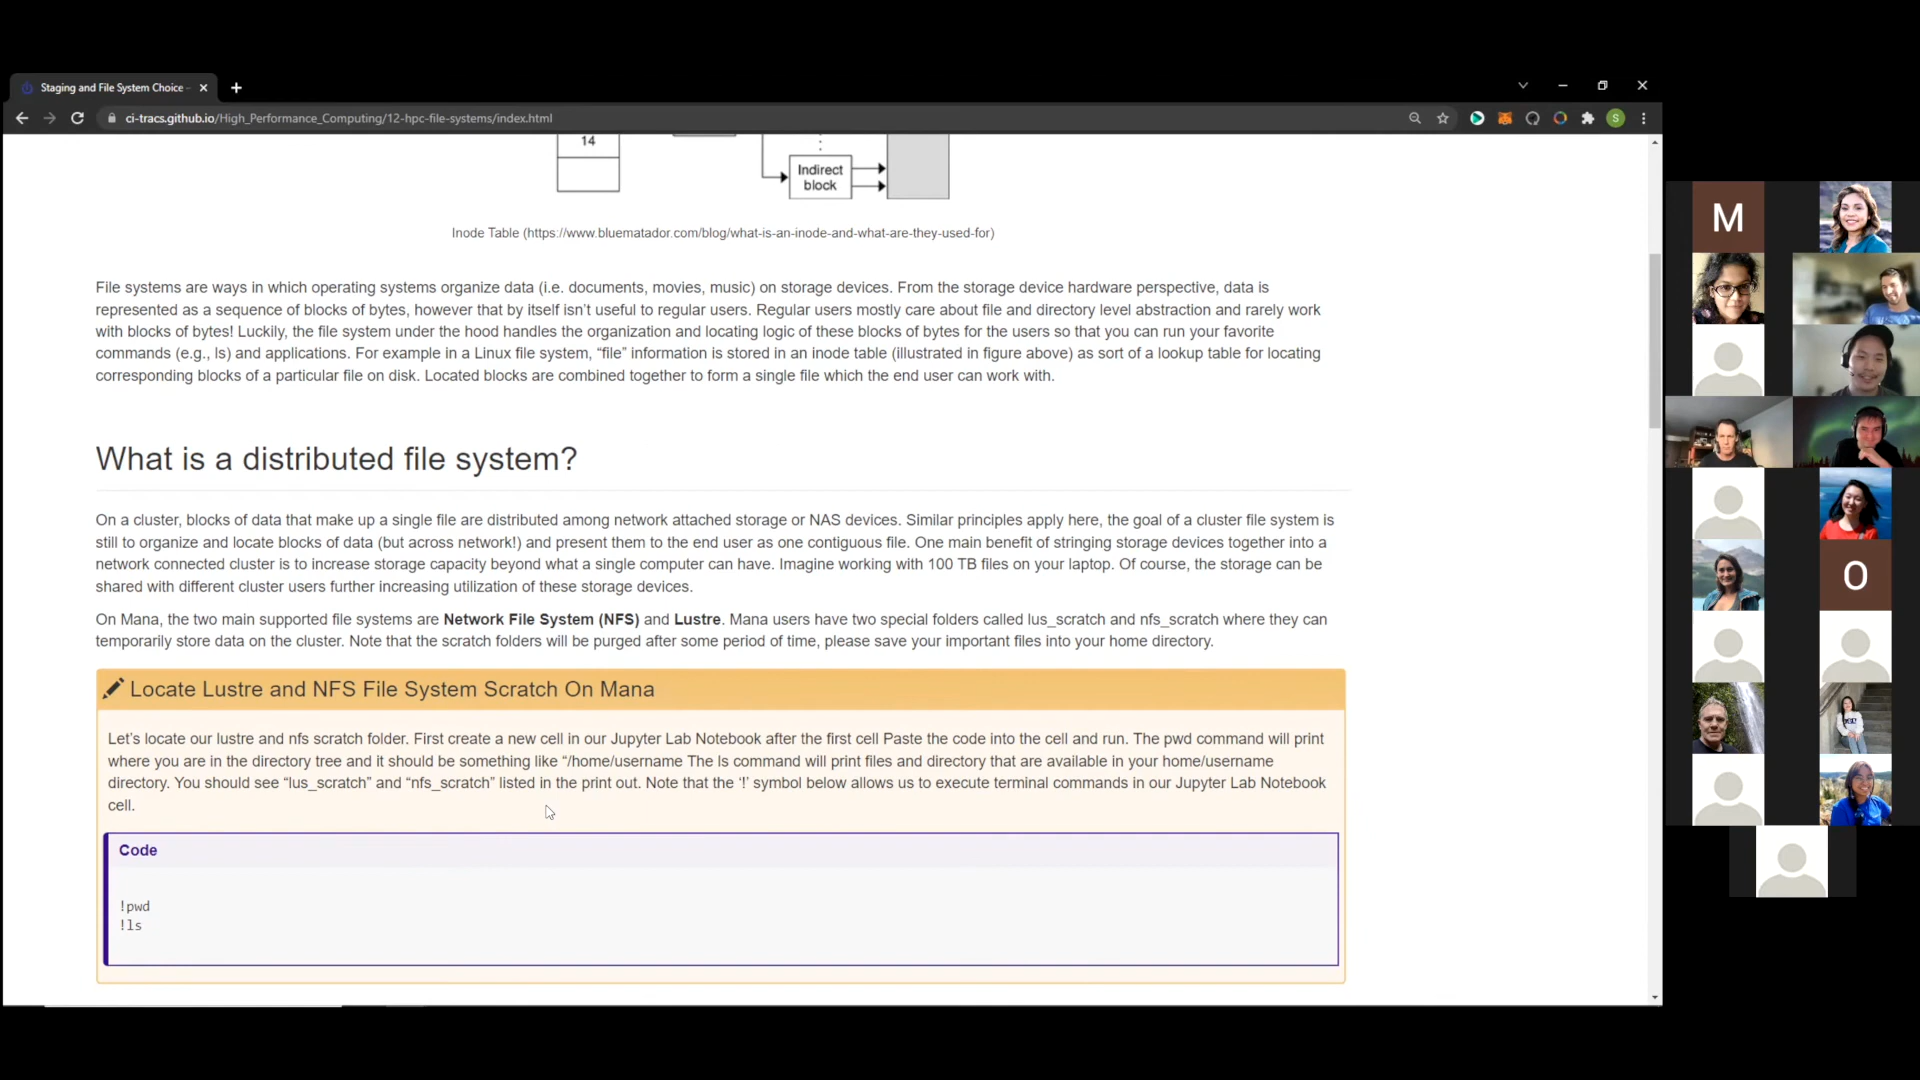 Staging and File System Choice -
ci-tracs.github.io/High_Performance_Computing/12-hpc-file-systems/index.html
S
14
Indirect
block
Inode Table (https://www.bluematador.com/blog/what-is-an-inode-and-what-are-they-used-for)
File systems are ways in which operating systems organize data (i.e. documents, movies, music) on storage devices. From the storage device hardware perspective, data is
represented as a sequence of blocks of bytes, however that by itself isn’t useful to regular users. Regular users mostly care about file and directory level abstraction and rarely work
with blocks of bytes! Luckily, the file system under the hood handles the organization and locating logic of these blocks of bytes for the users so that you can run your favorite
commands (e.g., ls) and applications. For example in a Linux file system, “file” information is stored in an inode table (illustrated in figure above) as sort of a lookup table for locating
corresponding blocks of a particular file on disk. Located blocks are combined together to form a single file which the end user can work with.
What is a distributed file system?
On a cluster, blocks of data that make up a single file are distributed among network attached storage or NAS devices. Similar principles apply here, the goal of a cluster file system is
still to organize and locate blocks of data (but across network!) and present them to the end user as one contiguous file. One main benefit of stringing storage devices together into a
network connected cluster is to increase storage capacity beyond what a single computer can have. Imagine working with 100 TB files on your laptop. Of course, the storage can be
shared with different cluster users further increasing utilization of these storage devices.
On Mana, the two main supported file systems are Network File System (NFS) and Lustre. Mana users have two special folders called lus_scratch and nfs_scratch where they can
temporarily store data on the cluster. Note that the scratch folders will be purged after some period of time, please save your important files into your home directory.
Locate Lustre and NFS File System Scratch On Mana
Let’s locate our lustre and nfs scratch folder. First create a new cell in our Jupyter Lab Notebook after the first cell Paste the code into the cell and run. The pwd command will print
where you are in the directory tree and it should be something like “/home/username The ls command will print files and directory that are available in your home/username
directory. You should see “lus_scratch” and “nfs_scratch” listed in the print out. Note that the ‘!’ symbol below allows us to execute terminal commands in our Jupyter Lab Notebook
cell.
Code
!pwd
!ls
M
O